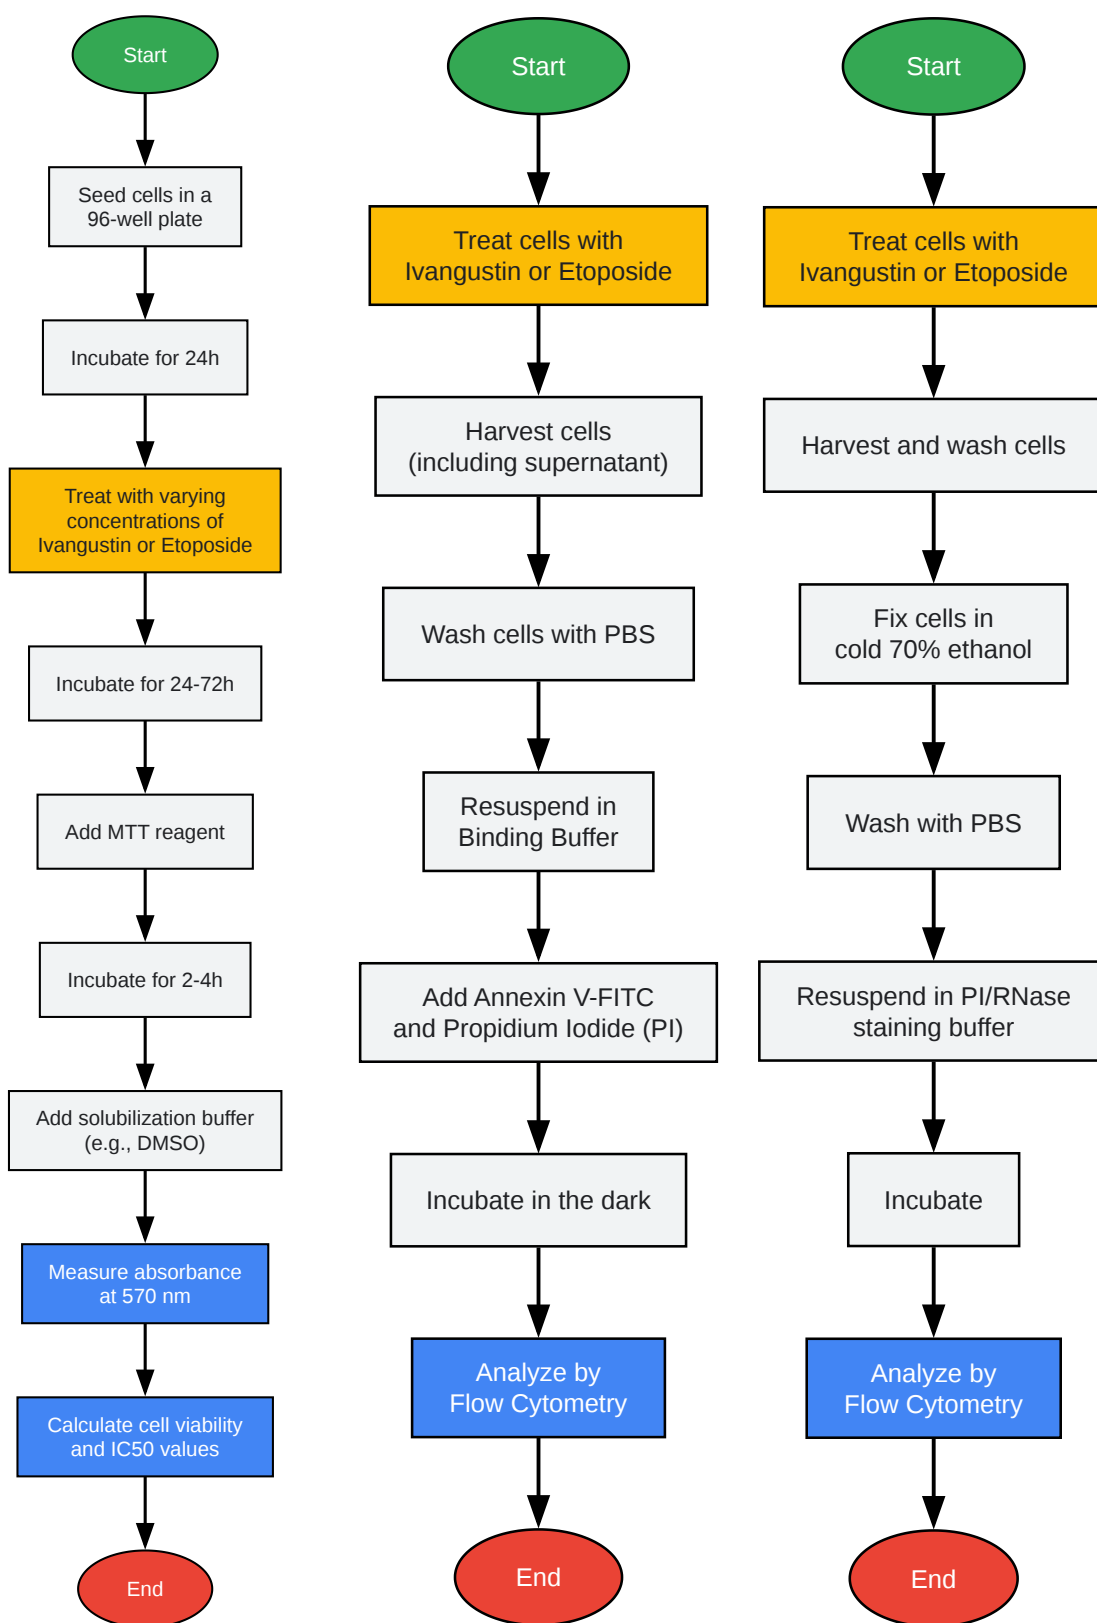 Start
Seed cells in a
96-well plate
Incubate for 24h
Treat with varying
concentrations of
Ivangustin or Etoposide
Incubate for 24-72h
Add MTT reagent
Incubate for 2-4h
Add solubilization buffer
(e.g., DMSO)
Measure absorbance
at 570 nm
Calculate cell viability
and IC50 values
End
Start
Treat cells with
Ivangustin or Etoposide
Harvest cells
(including supernatant)
Wash cells with PBS
Resuspend in
Binding Buffer
Add Annexin V-FITC
and Propidium Iodide (PI)
Incubate in the dark
Analyze by
Flow Cytometry
End
Start
Treat cells with
Ivangustin or Etoposide
Harvest and wash cells
Fix cells in
cold 70% ethanol
Wash with PBS
Resuspend in PI/RNase
staining buffer
Incubate
Analyze by
Flow Cytometry
End